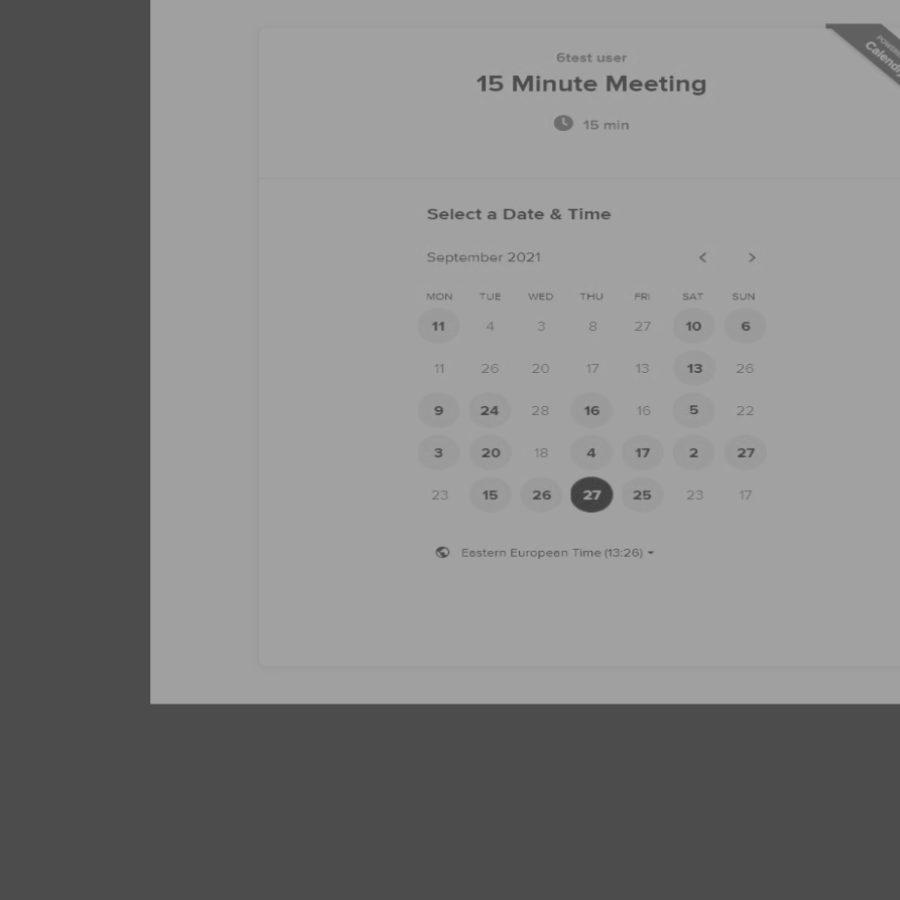 POWERED
Calendly
6test user
15 Minute Meeting
15 min
Select a Date & Time
September 2021 < >
MON TUE WED THU FRI SAT SUN
11 4 3 8 27 10 6
11 26 20 17 13 13 26
9 24 28 16 16 5 22
3 20 18 4 17 2 27
23 15 26 27 25 23 17
Eastern European Time (13:26)